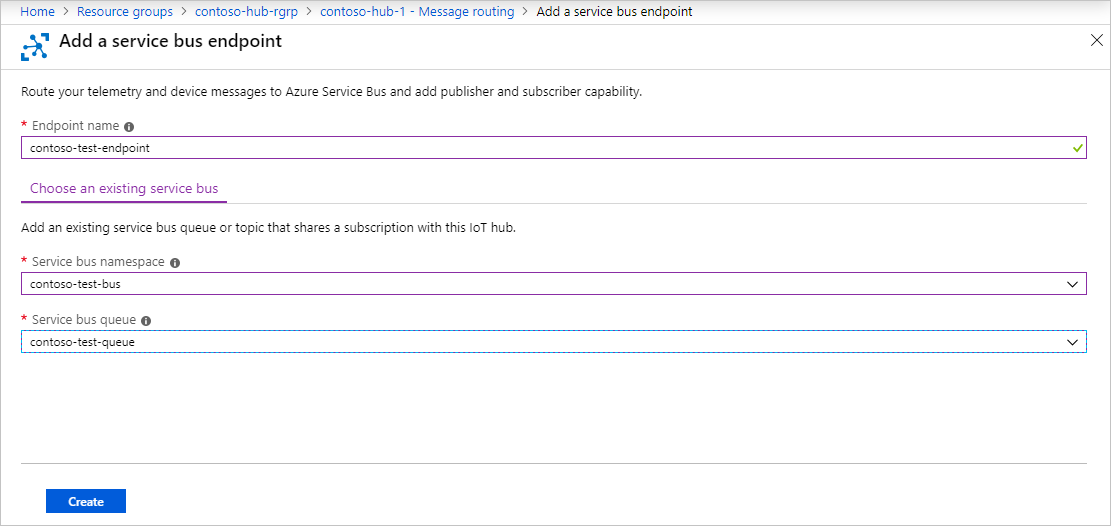 Home > Resource groups > contoso-hub-rgrp > contoso-hub-1 - Message routing > Add a service bus endpoint
Add a service bus endpoint
Route your telemetry and device messages to Azure Service Bus and add publisher and subscriber capability.
* Endpoint name
contoso-test-endpoint
Choose an existing service bus
Add an existing service bus queue or topic that shares a subscription with this IoT hub.
* Service bus namespace
contoso-test-bus
* Service bus queue
contoso-test-queue
Create